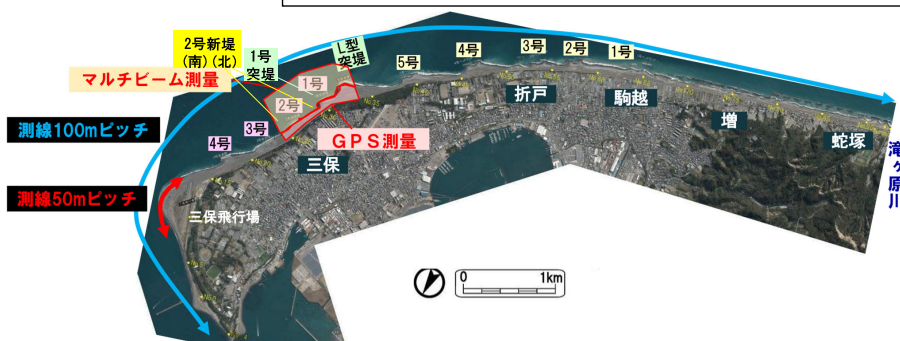 2号新堤
(南)(北)
1号
突堤
L型
突堤
5号
4号
3号
2号
1号
マルチビーム測量
1号
2号
折戸
駒越
増
蛇塚
滝ヶ原川
測線100mピッチ
4号
3号
GPS測量
三保
測線50mピッチ
三保飛行場
0
1km